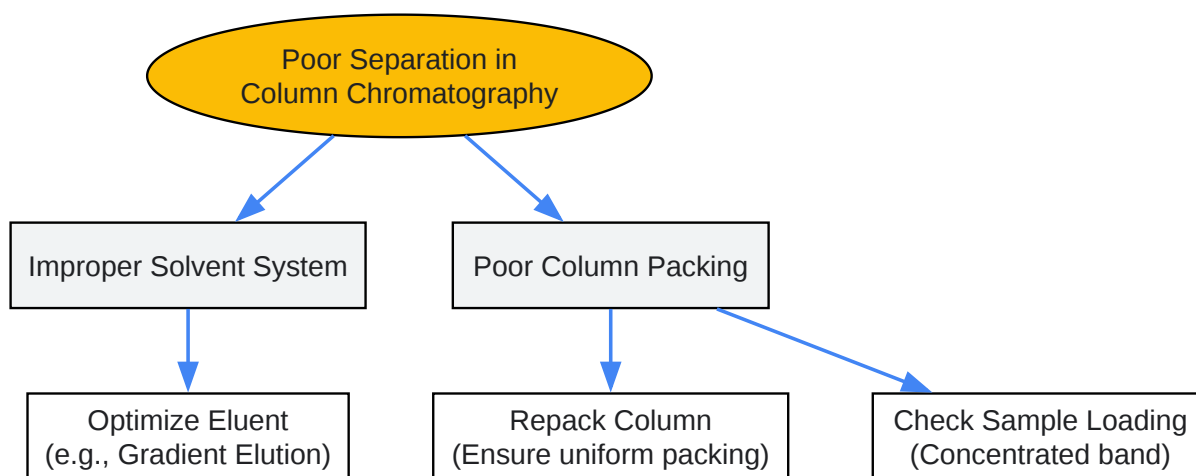 Poor Separation in
Column Chromatography
Improper Solvent System
Poor Column Packing
Optimize Eluent
(e.g., Gradient Elution)
Repack Column
(Ensure uniform packing)
Check Sample Loading
(Concentrated band)